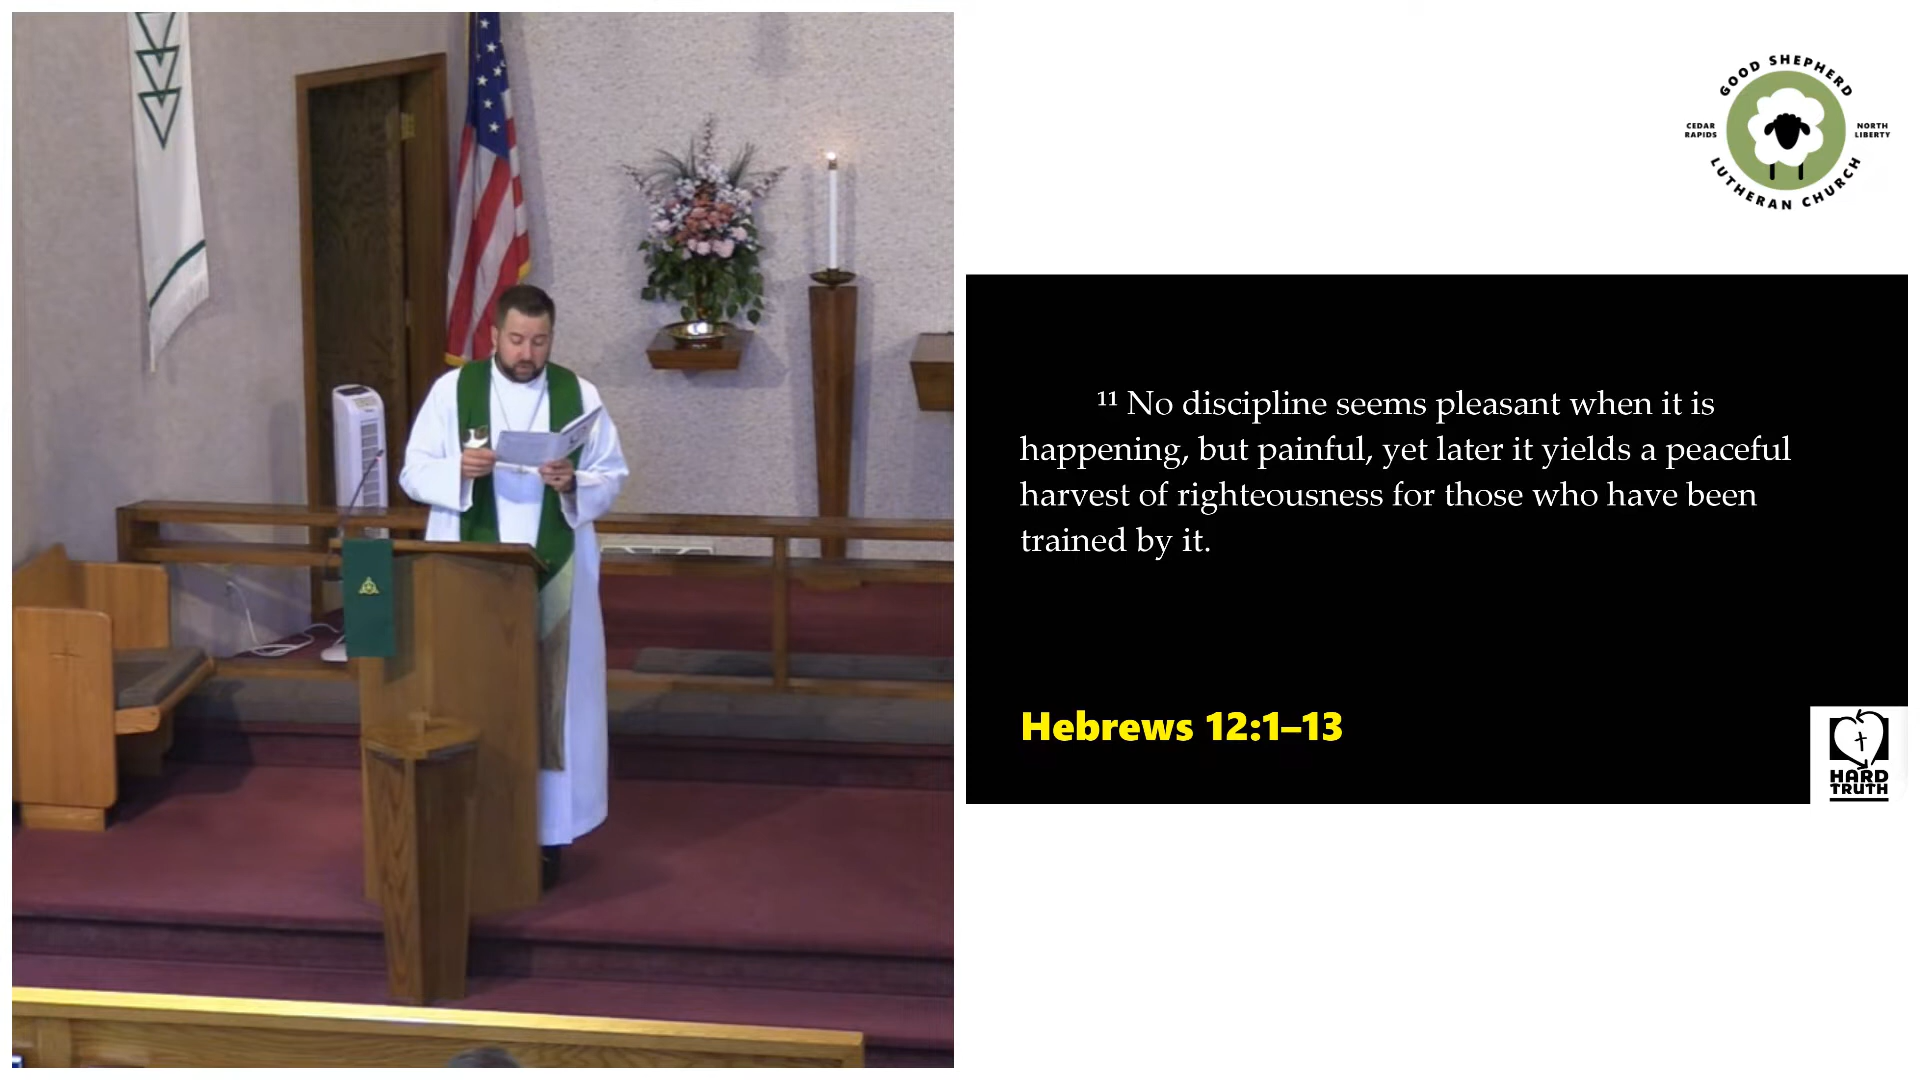 GOOD SHEPHERD
CEDAR
RAPIDS
NORTH
LIBERTY
LUTHERAN CHURCH
¹¹ No discipline seems pleasant when it is
happening, but painful, yet later it yields a peaceful
harvest of righteousness for those who have been
trained by it.
Hebrews 12:1–13
HARD
TRUTH